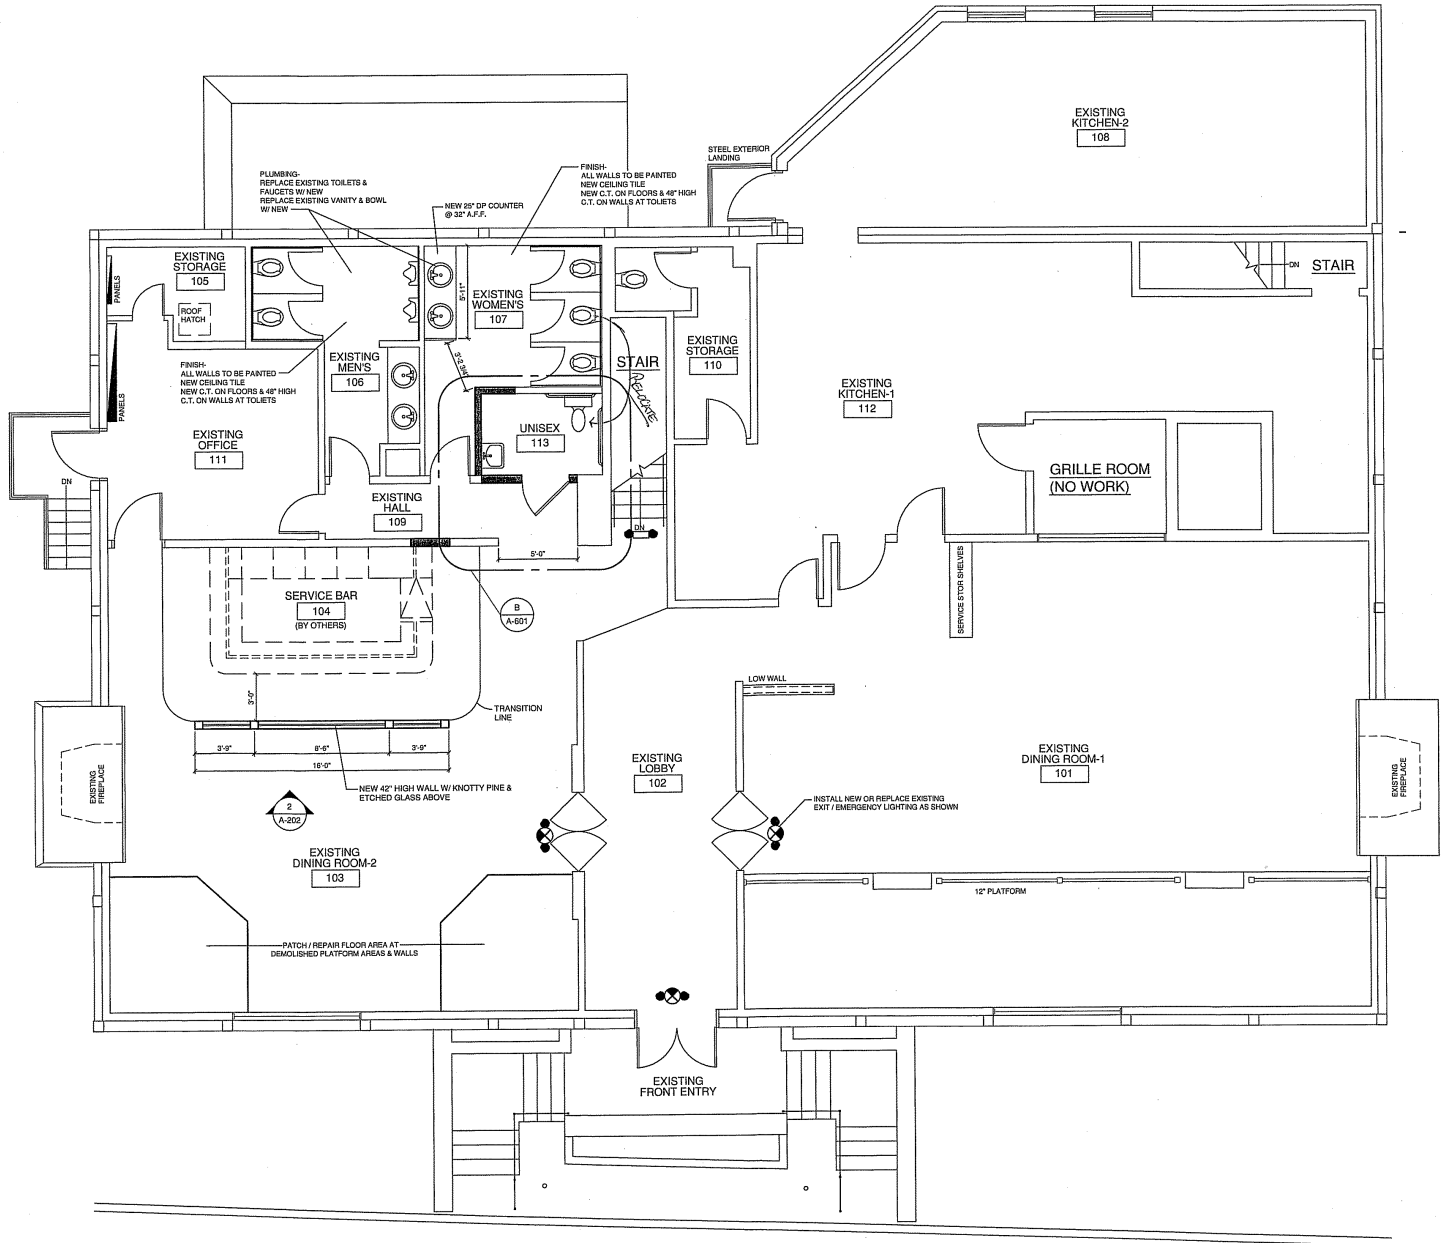 EXISTING
KITCHEN-2
108
STEEL EXTERIOR
LANDING
PLUMBING-
REPLACE EXISTING TOILETS &
FAUCETS W/ NEW
REPLACE EXISTING VANITY & BOWL
W/ NEW
NEW 25" DP COUNTER
@ 32" A.F.F.
FINISH-
ALL WALLS TO BE PAINTED
NEW CEILING TILE
NEW C.T. ON FLOORS & 48" HIGH
C.T. ON WALLS AT TOLIETS
EXISTING
STORAGE
105
PANELS
ROOF
HATCH
5'-11"
EXISTING
WOMEN'S
107
DN
STAIR
FINISH-
ALL WALLS TO BE PAINTED
NEW CEILING TILE
NEW C.T. ON FLOORS & 48" HIGH
C.T. ON WALLS AT TOLIETS
EXISTING
MEN'S
106
3'-2 3/4"
STAIR
RELOCATE
EXISTING
STORAGE
110
EXISTING
KITCHEN-1
112
PANELS
EXISTING
OFFICE
111
UNISEX
113
GRILLE ROOM
(NO WORK)
DN
EXISTING
HALL
109
DN
5'-0"
SERVICE BAR
104
(BY OTHERS)
B
A-601
SERVICE STOR SHELVES
3'-0"
TRANSITION
LINE
LOW WALL
3'-9"
8'-6"
3'-9"
16'-0"
EXISTING
FIREPLACE
NEW 42" HIGH WALL W/ KNOTTY PINE &
ETCHED GLASS ABOVE
2
A-202
EXISTING
LOBBY
102
EXISTING
DINING ROOM-1
101
EXISTING
FIREPLACE
INSTALL NEW OR REPLACE EXISTING
EXIT / EMERGENCY LIGHTING AS SHOWN
EXISTING
DINING ROOM-2
103
12" PLATFORM
PATCH / REPAIR FLOOR AREA AT
DEMOLISHED PLATFORM AREAS & WALLS
EXISTING
FRONT ENTRY